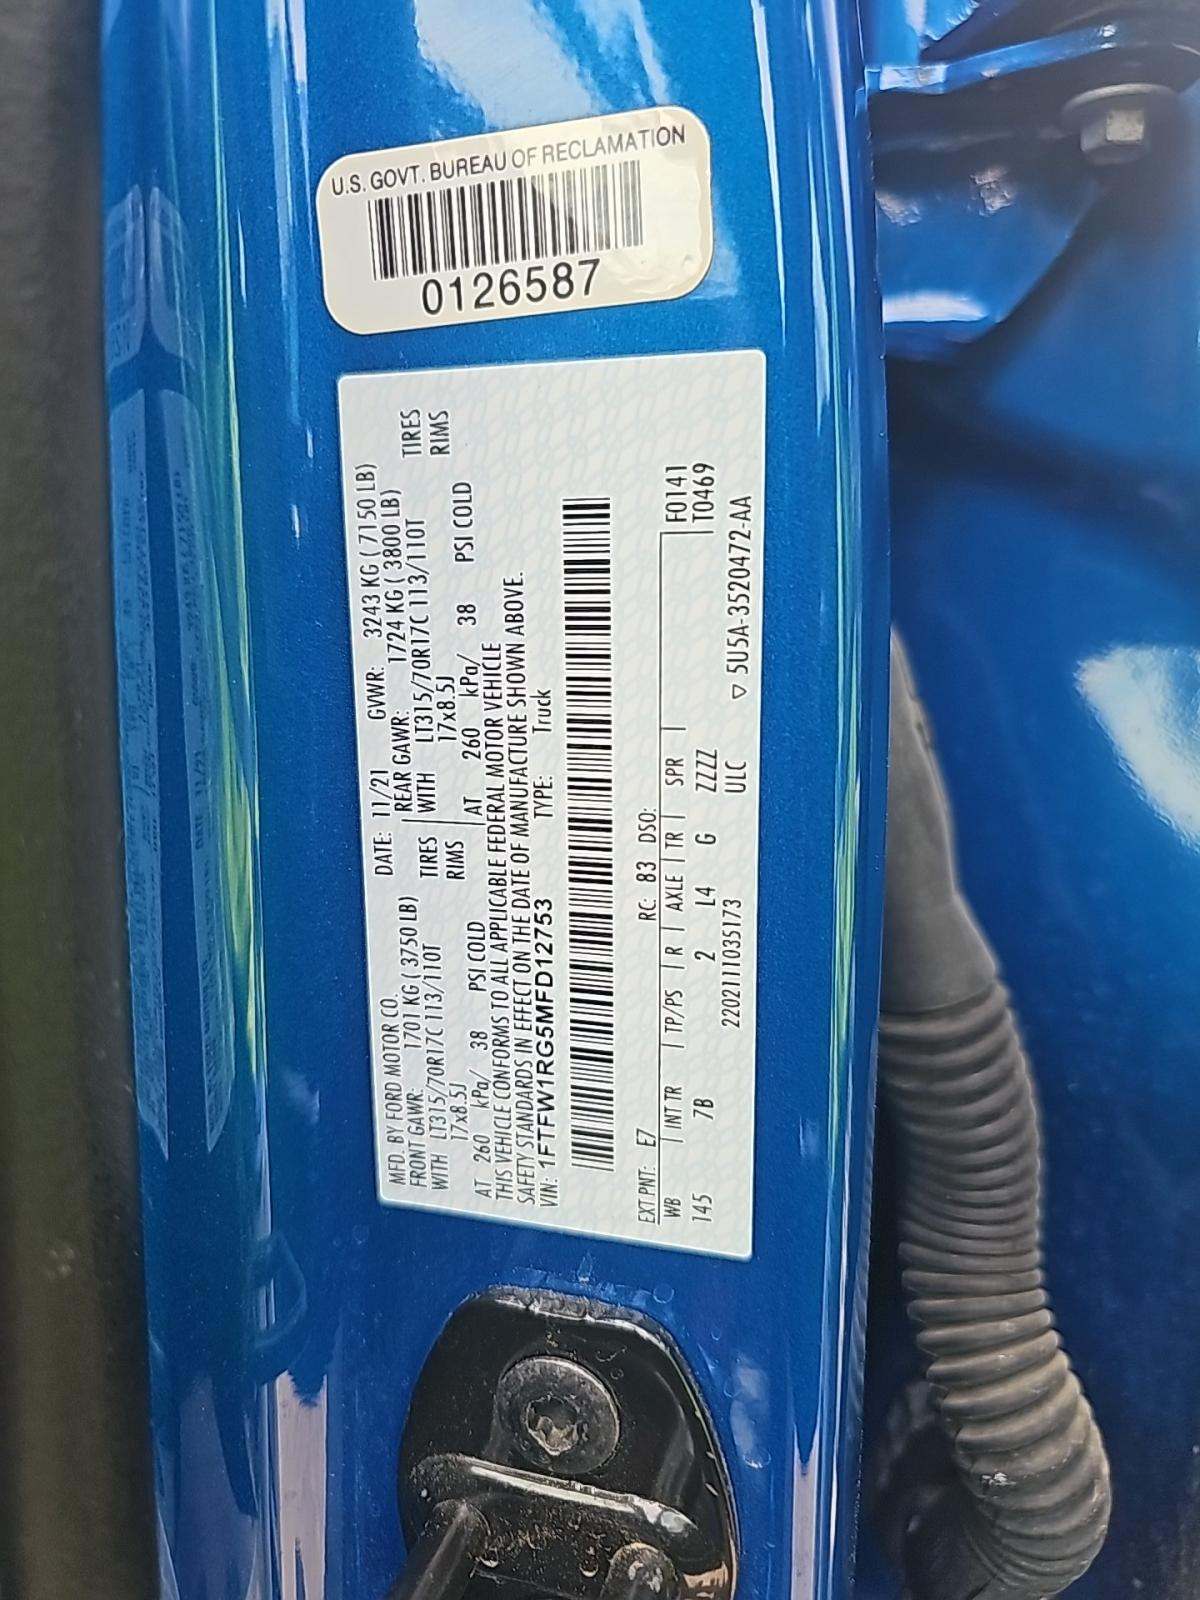 U.S. GOVT. BUREAU OF RECLAMATION
0126587
MFD. BY FORD MOTOR CO.
DATE: 11/21 GVWR: 3243 KG ( 7150 LB)
FRONT GAWR: 1701 KG ( 3750 LB) REAR GAWR: 1724 KG ( 3800 LB)
WITH LT315/70R17C 113/110T TIRES WITH LT315/70R17C 113/110T TIRES
17x8.5J RIMS 17x8.5J RIMS
AT 260 kPa/ 38 PSI COLD AT 260 kPa/ 38 PSI COLD
THIS VEHICLE CONFORMS TO ALL APPLICABLE FEDERAL MOTOR VEHICLE
SAFETY STANDARDS IN EFFECT ON THE DATE OF MANUFACTURE SHOWN ABOVE.
VIN: 1FTFW1RG5MFD12753 TYPE: Truck
EXT PNT: E7 RC: 83 DSO:
WB INT TR TP/PS R AXLE TR SPR F0141
145 7B 2 L4 G ZZZZ T0469
22021111035173 ULC ▽ 5U5A-3520472-AA